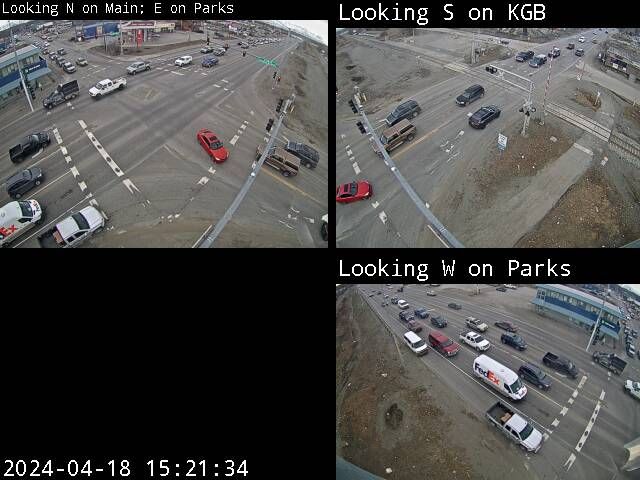 Looking N on Main; E on Parks
Looking S on KGB
FedEx
Looking W on Parks
FedEx
2024-04-18 15:21:34